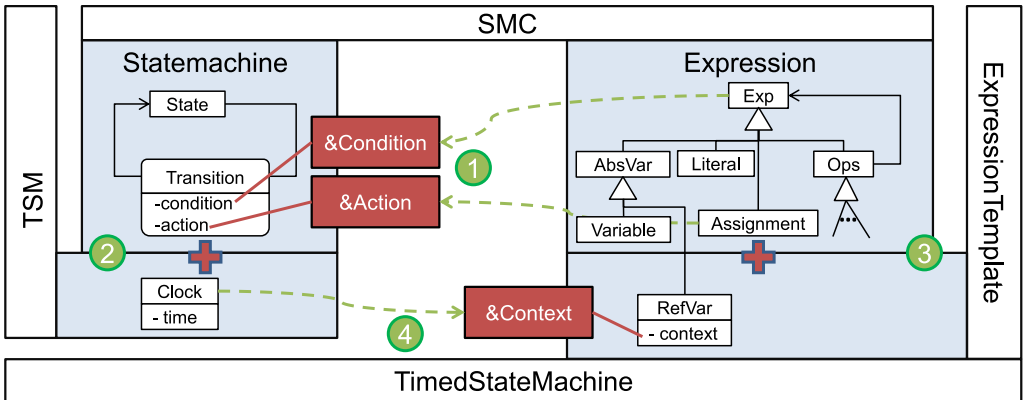 SMC
TSM
Statemachine
State
Transition
-condition
-action
&Condition
&Action
1
Expression
Exp
AbsVar
Literal
Ops
Variable
Assignment
...
ExpressionTemplate
2
3
Clock
- time
4
&Context
RefVar
- context
TimedStateMachine